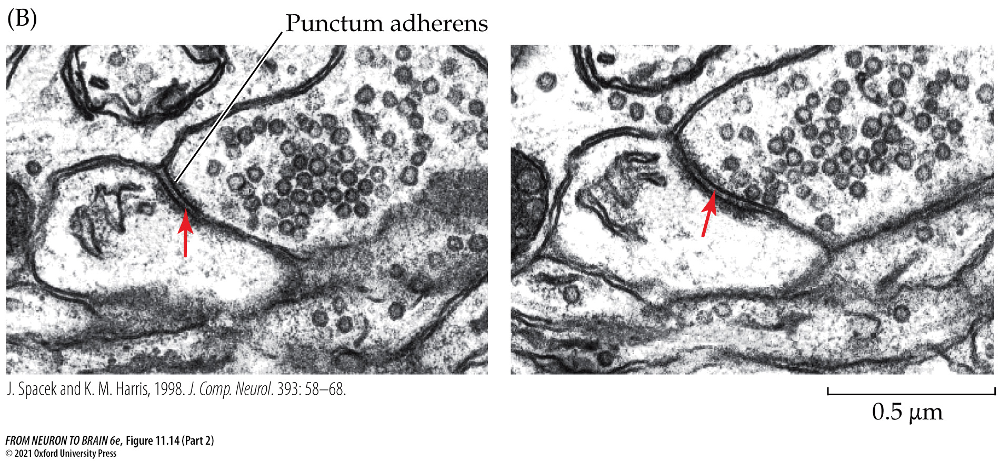 (B)
Punctum adherens
J. Spacek and K. M. Harris, 1998. J. Comp. Neurol. 393: 58–68.
0.5 μm
FROM NEURON TO BRAIN 6e, Figure 11.14 (Part 2)
© 2021 Oxford University Press